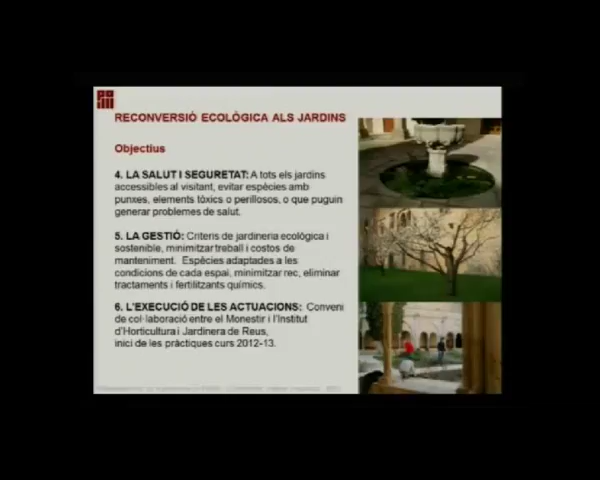 RECONVERSIÓ ECOLÒGICA ALS JARDINS
Objectius
4. LA SALUT I SEGURETAT: A tots els jardins
accessibles al visitant, evitar espècies amb
punxes, elements tòxics o perillosos, o que puguin
generar problemes de salut.
5. LA GESTIÓ: Criteris de jardineria ecològica i
sostenible, minimitzar treball i costos de
manteniment. Espècies adaptades a les
condicions de cada espai, minimitzar rec, eliminar
tractaments i fertilitzants químics.
6. L'EXECUCIÓ DE LES ACTUACIONS: Conveni
de col·laboració entre el Monestir i l'Institut
d'Horticultura i Jardinera de Reus,
inici de les pràctiques curs 2012-13.